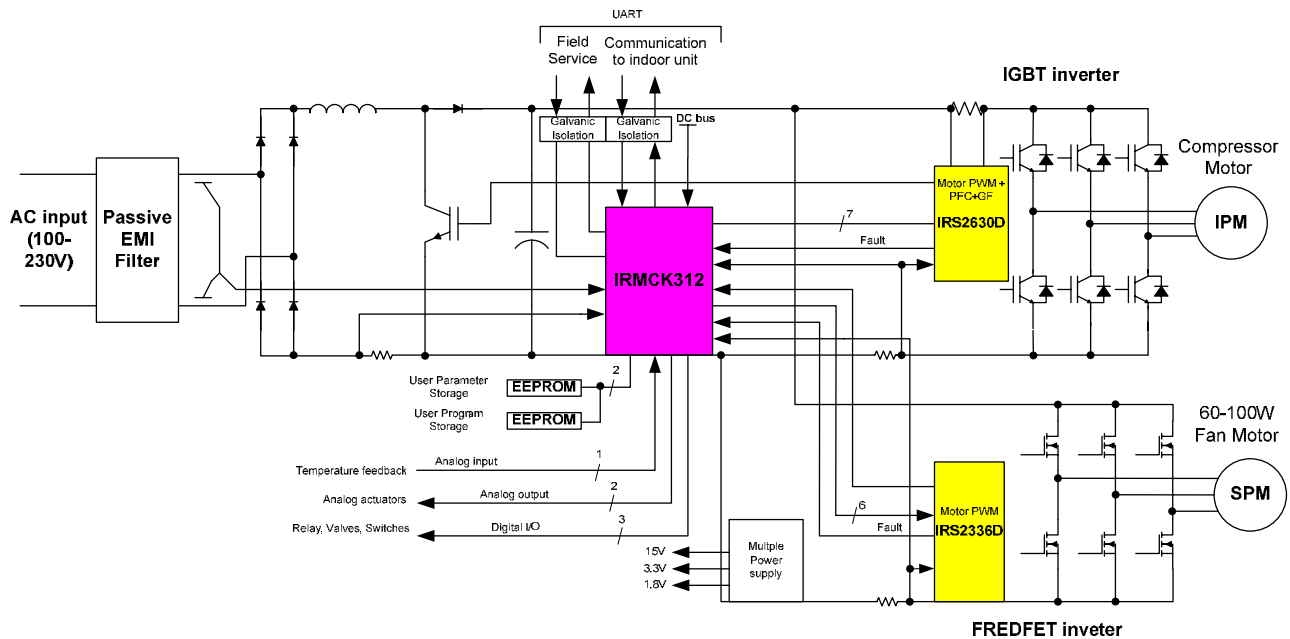 UART
Field
Service
Communication
to indoor unit
IGBT inverter
Galvanic
Isolation
Galvanic
Isolation
DC bus
Compressor
Motor
Motor PWM +
PFC+GF
IRS2630D
AC input
(100-
230V)
Passive
EMI
Filter
7
Fault
IPM
IRMCK312
User Parameter
Storage
EEPROM
2
User Program
Storage
EEPROM
60-100W
Fan Motor
Temperature feedback
Analog input
1
Analog actuators
Analog output
2
Relay, Valves, Switches
Digital I/O
3
6
Fault
Motor PWM
IRS2336D
SPM
15V
3.3V
1.8V
Multple
Power
supply
FREDFET inveter